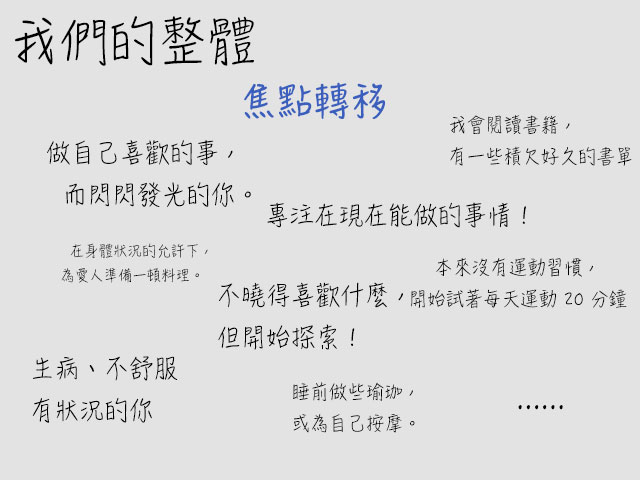 我們的整體
焦點轉移
我會閱讀書籍，
有一些積欠好久的書單
做自己喜歡的事，
而閃閃發光的你。
專注在現在能做的事情！
在身體狀況的允許下，
為愛人準備一頓料理。
本來沒有運動習慣，
開始試著每天運動 20 分鐘
不曉得喜歡什麼，
但開始探索！
生病、不舒服
有狀況的你
睡前做些瑜珈，
或為自己按摩。
......